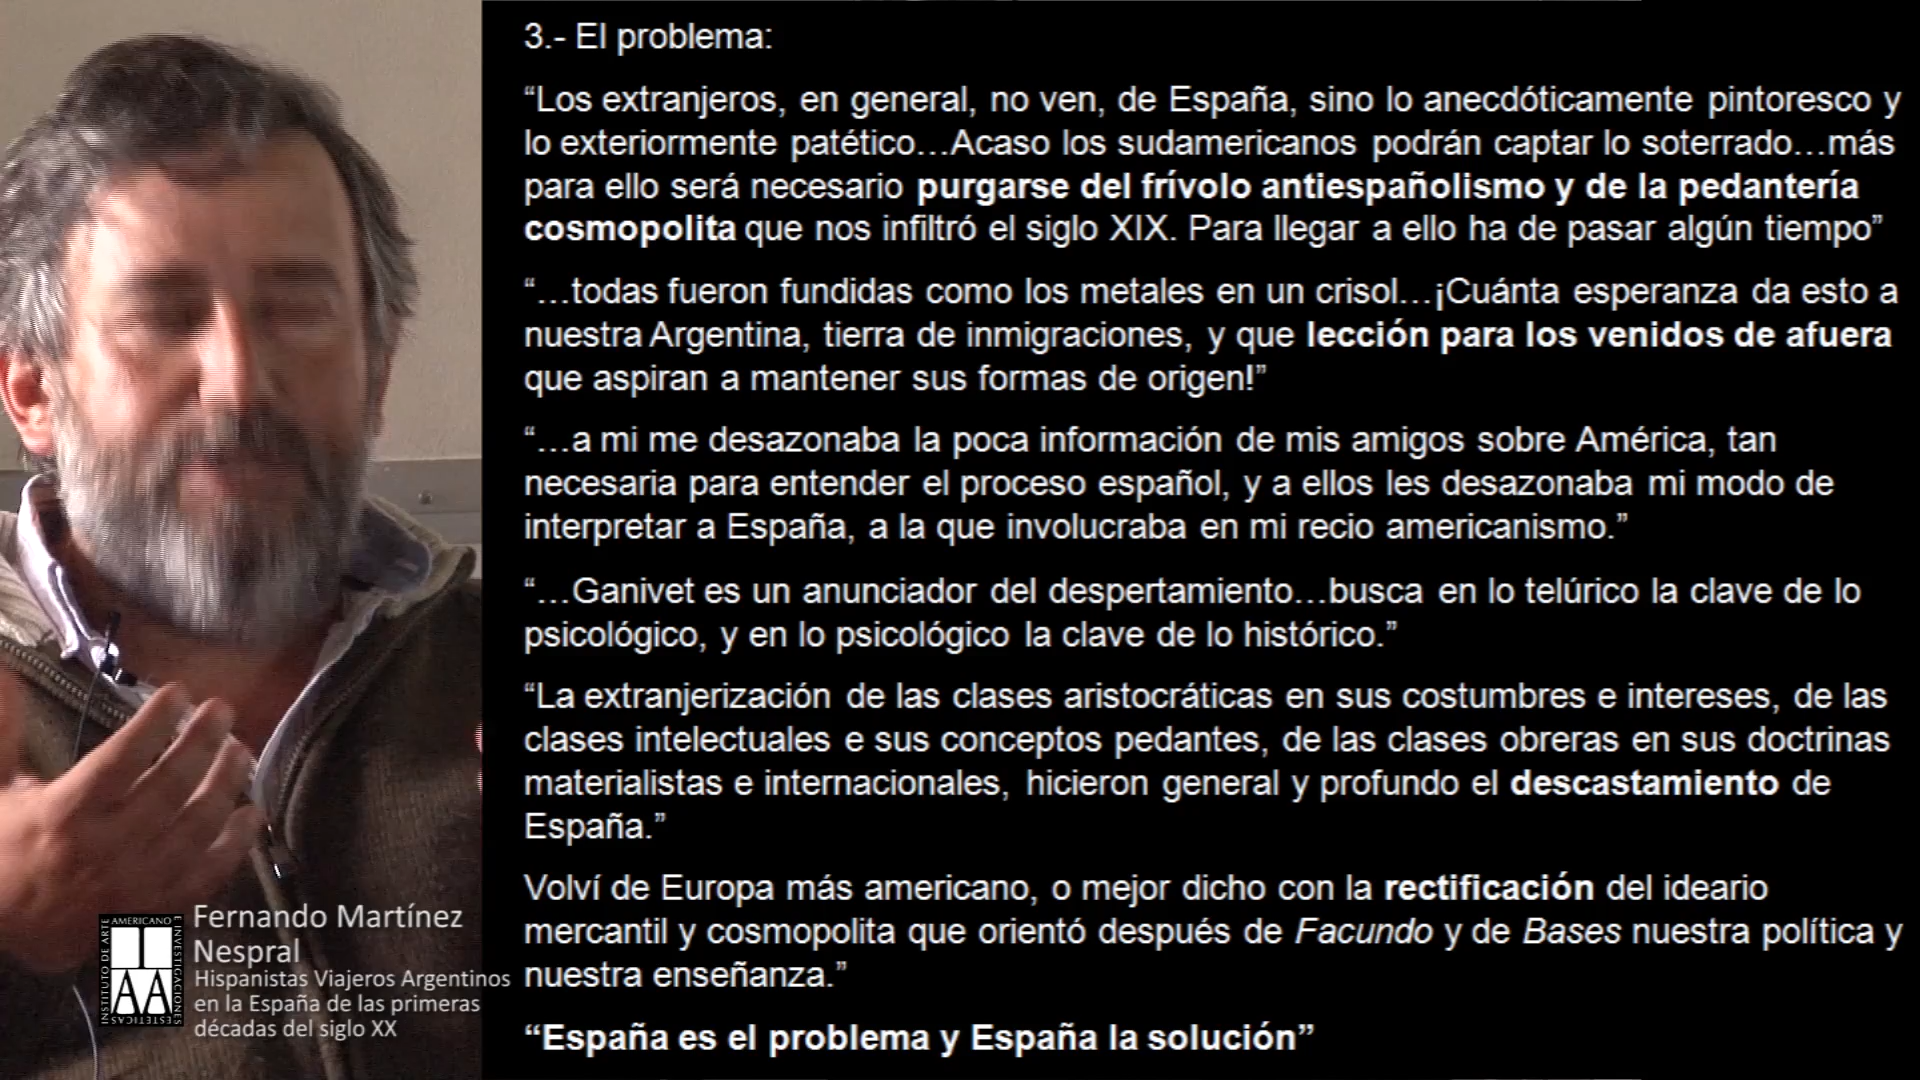 3.- El problema:
“Los extranjeros, en general, no ven, de España, sino lo anecdóticamente pintoresco y
lo exteriormente patético…Acaso los sudamericanos podrán captar lo soterrado…más
para ello será necesario purgarse del frívolo antiespañolismo y de la pedantería
cosmopolita que nos infiltró el siglo XIX. Para llegar a ello ha de pasar algún tiempo”
“…todas fueron fundidas como los metales en un crisol…¡Cuánta esperanza da esto a
nuestra Argentina, tierra de inmigraciones, y que lección para los venidos de afuera
que aspiran a mantener sus formas de origen!”
“…a mi me desazonaba la poca información de mis amigos sobre América, tan
necesaria para entender el proceso español, y a ellos les desazonaba mi modo de
interpretar a España, a la que involucraba en mi recio americanismo.”
“…Ganivet es un anunciador del despertamiento…busca en lo telúrico la clave de lo
psicológico, y en lo psicológico la clave de lo histórico.”
“La extranjerización de las clases aristocráticas en sus costumbres e intereses, de las
clases intelectuales e sus conceptos pedantes, de las clases obreras en sus doctrinas
materialistas e internacionales, hicieron general y profundo el descastamiento de
España.”
Volví de Europa más americano, o mejor dicho con la rectificación del ideario
mercantil y cosmopolita que orientó después de Facundo y de Bases nuestra política y
nuestra enseñanza.”
“España es el problema y España la solución”
INSTITUTO DE ARTE
AMERICANO
E INVESTIGACIONES
ESTETICAS
IAA
Fernando Martínez
Nespral
Hispanistas Viajeros Argentinos
en la España de las primeras
décadas del siglo XX